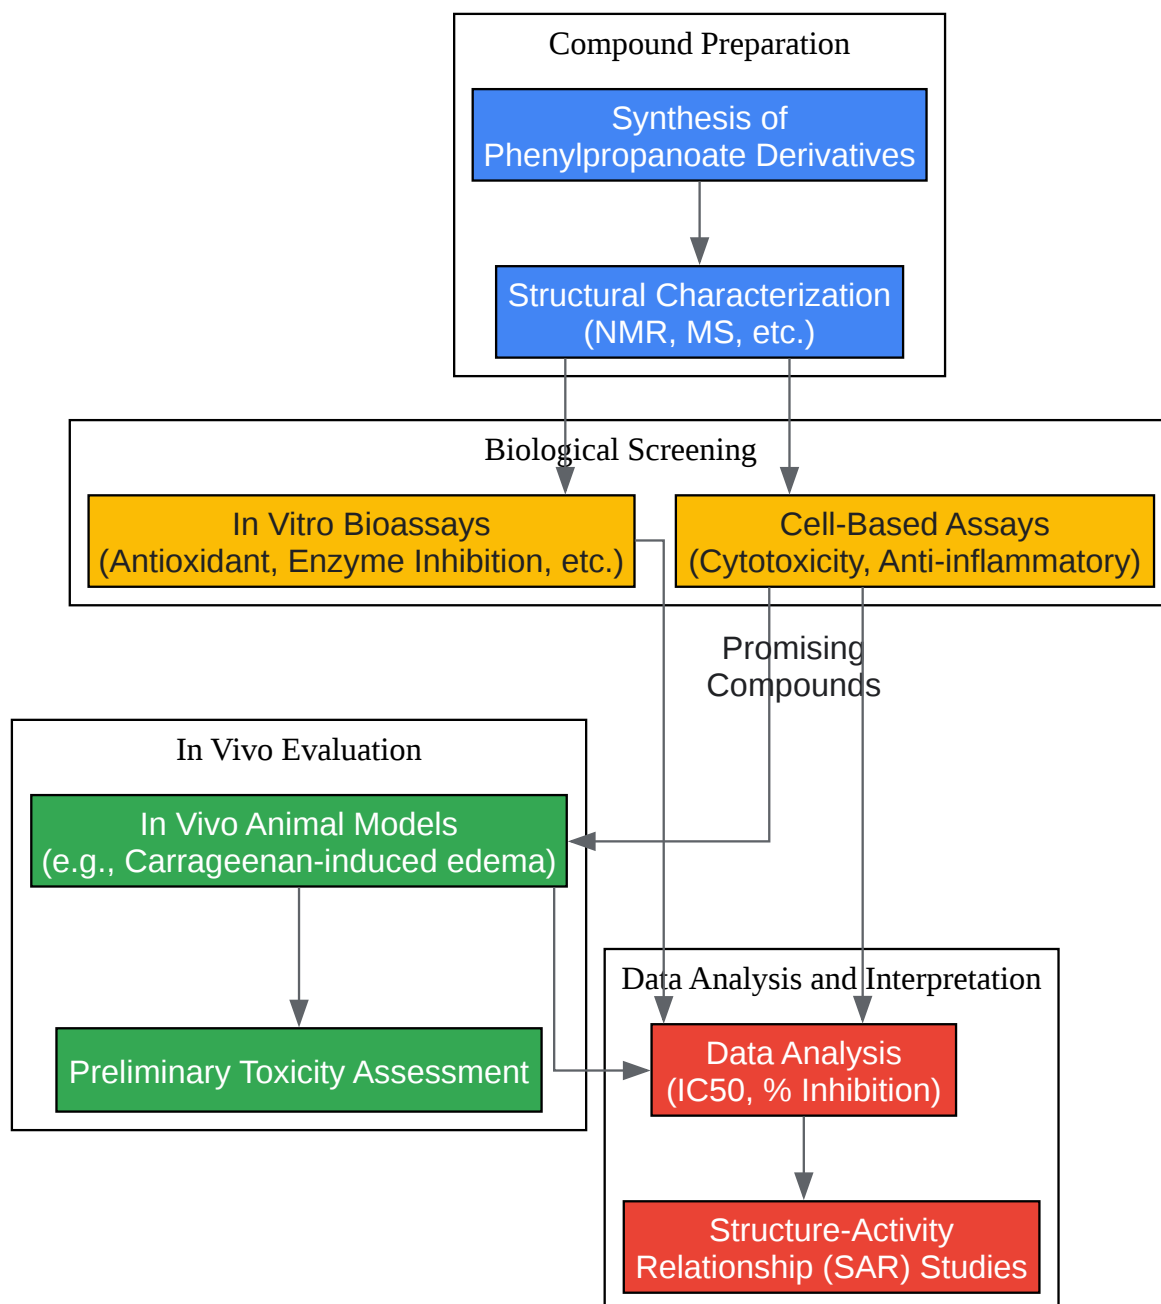 Compound Preparation
Synthesis of
Phenylpropanoate Derivatives
Structural Characterization
(NMR, MS, etc.)
Biological Screening
In Vitro Bioassays
(Antioxidant, Enzyme Inhibition, etc.)
Cell-Based Assays
(Cytotoxicity, Anti-inflammatory)
Promising
Compounds
In Vivo Evaluation
In Vivo Animal Models
(e.g., Carrageenan-induced edema)
Preliminary Toxicity Assessment
Data Analysis and Interpretation
Data Analysis
(IC50, % Inhibition)
Structure-Activity
Relationship (SAR) Studies